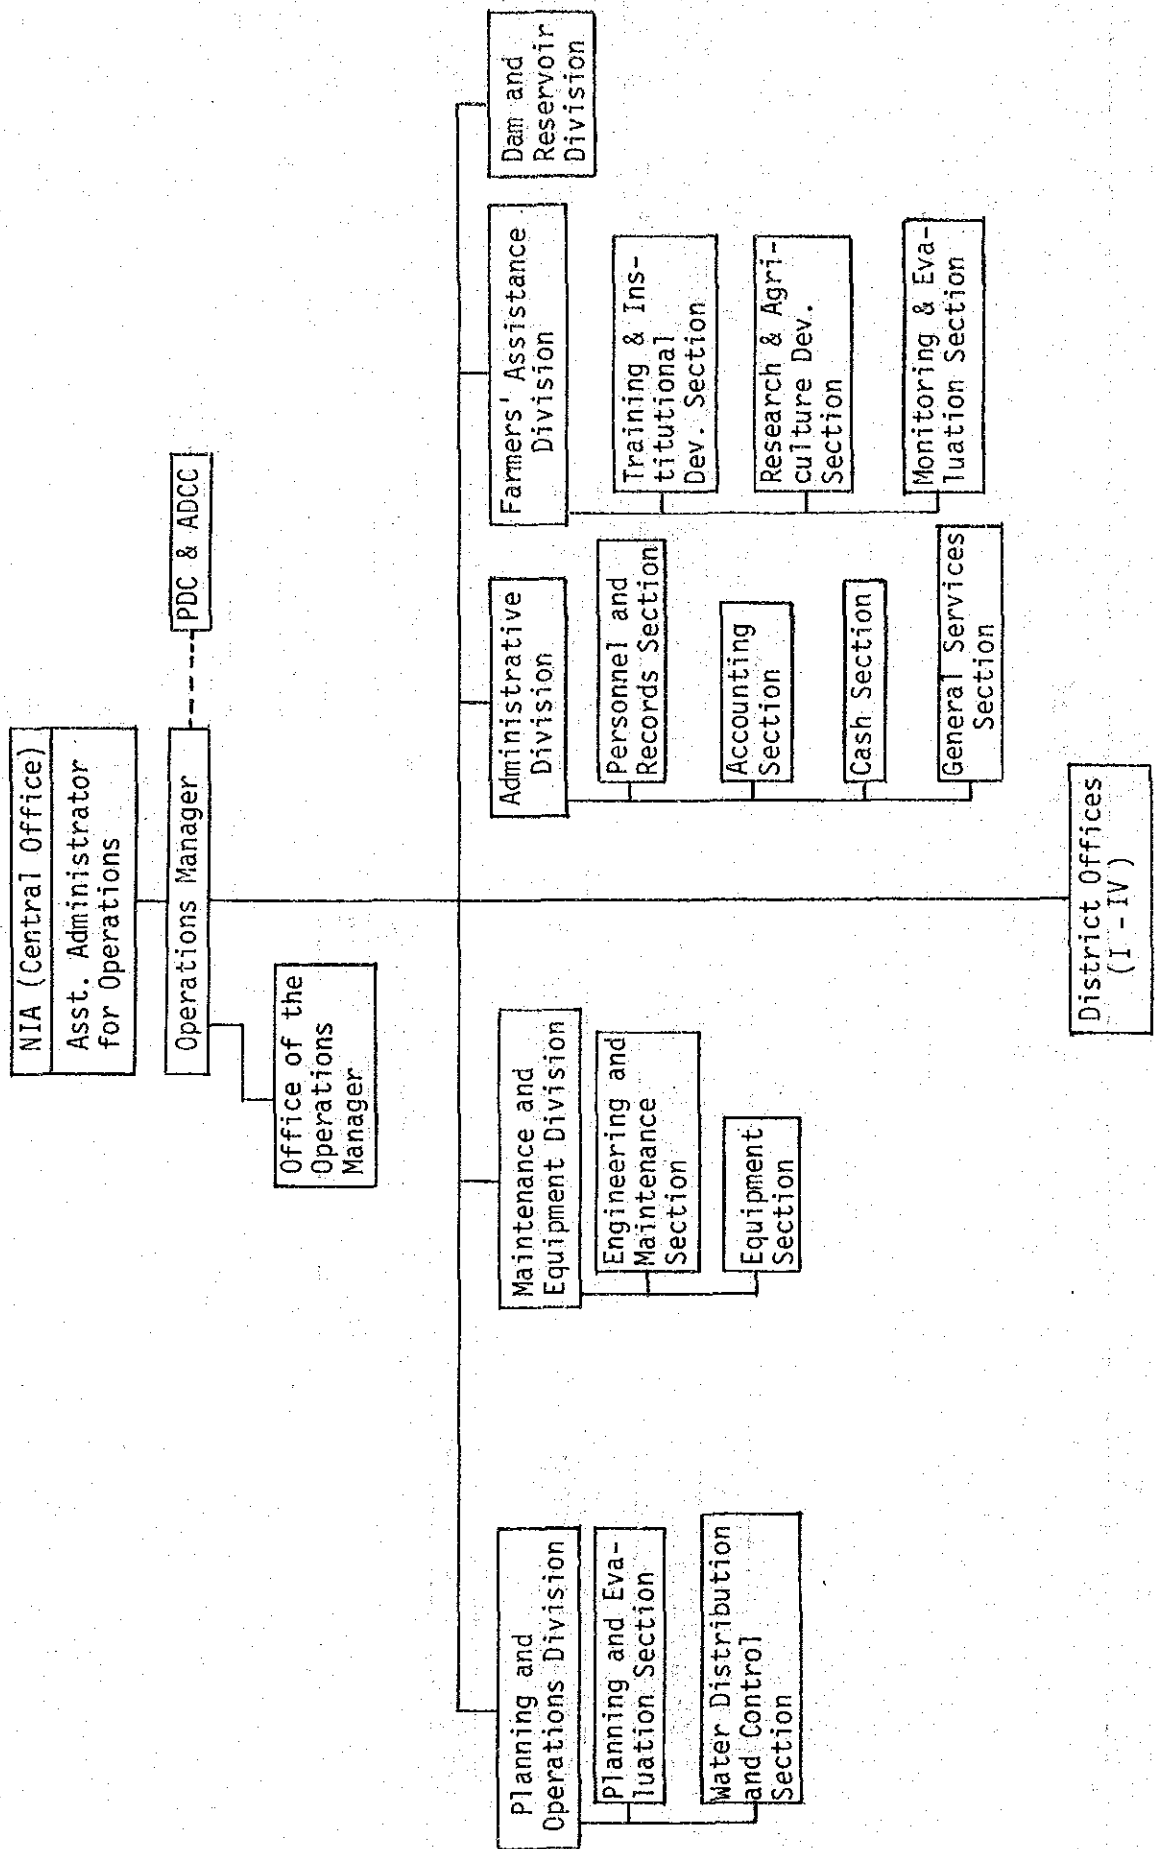 NIA (Central Office)
Asst. Administrator
for Operations
Operations Manager
PDC & ADCC
Office of the
Operations
Manager
Planning and
Operations Division
Planning and Eva-
luation Section
Water Distribution
and Control
Section
Maintenance and
Equipment Division
Engineering and
Maintenance
Section
Equipment
Section
Administrative
Division
Personnel and
Records Section
Accounting
Section
Cash Section
General Services
Section
Farmers' Assistance
Division
Training & Ins-
titutional
Dev. Section
Research & Agri-
culture Dev.
Section
Monitoring & Eva-
luation Section
Dam and
Reservoir
Division
District Offices
(I - IV)